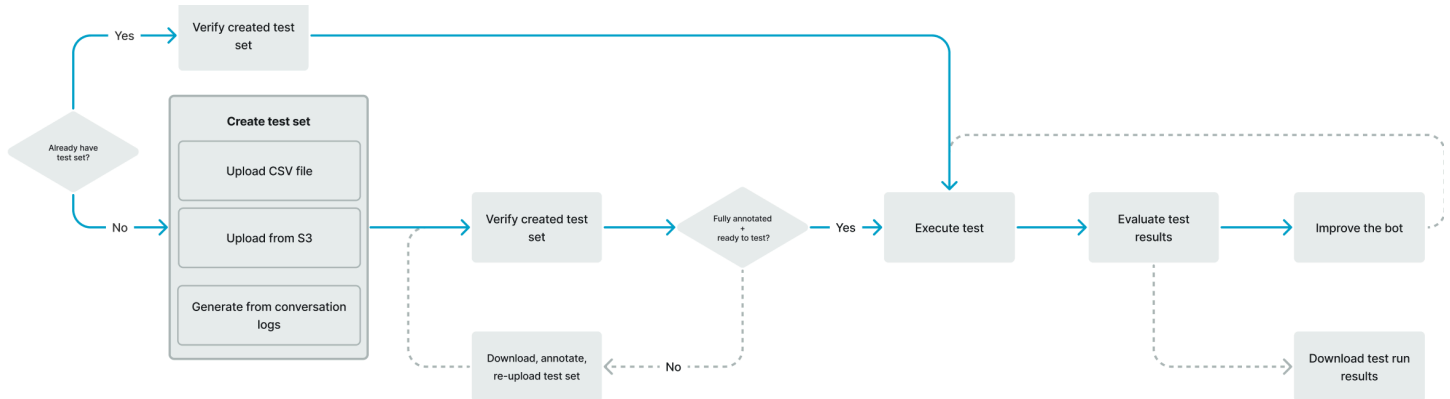 Yes
Verify created test
set
Already have
test set?
No
Create test set
Upload CSV file
Upload from S3
Generate from conversation
logs
Verify created test
set
Fully annotated
+
ready to test?
Yes
Execute test
Evaluate test
results
Improve the bot
Download, annotate,
re-upload test set
No
Download test run
results